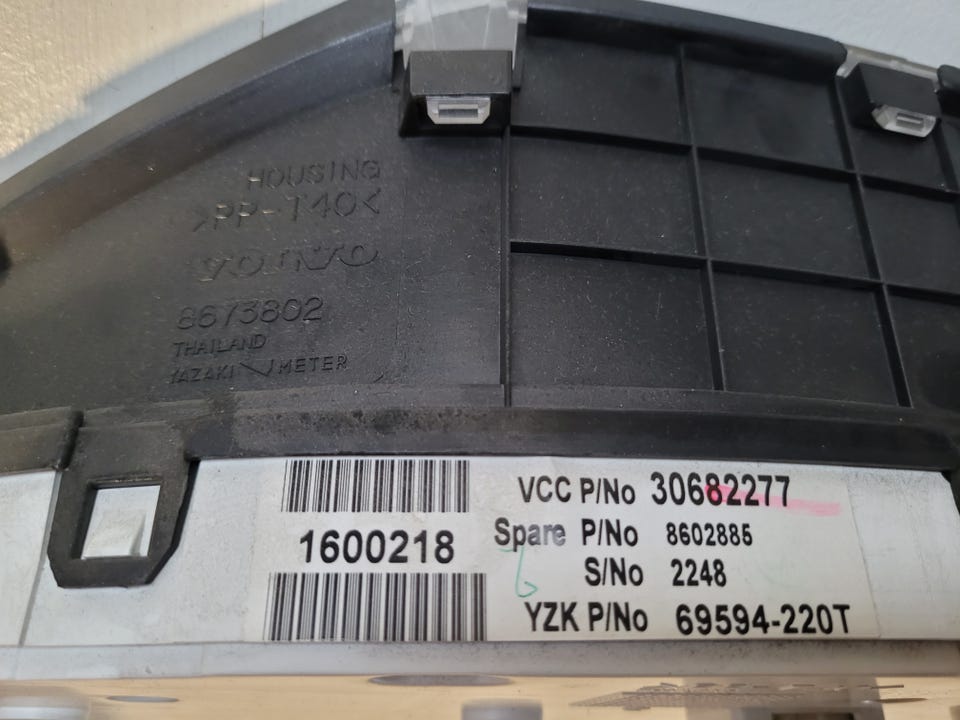 HOUSING
>PP-T40<
VOLVO
8673802
THAILAND
YAZAKI METER
VCC P/No 30682277
1600218
Spare P/No 8602885
S/No 2248
YZK P/No 69594-220T